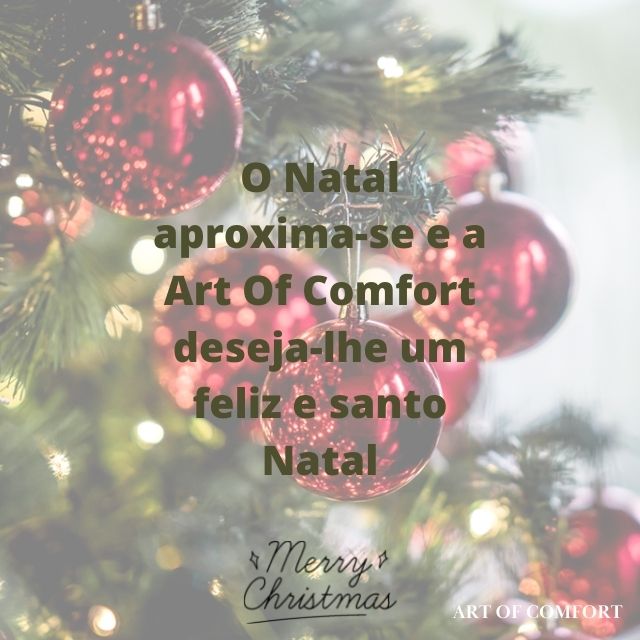 O Natal
aproxima-se e a
Art Of Comfort
deseja-lhe um
feliz e santo
Natal
Merry
Christmas
ART OF COMFORT